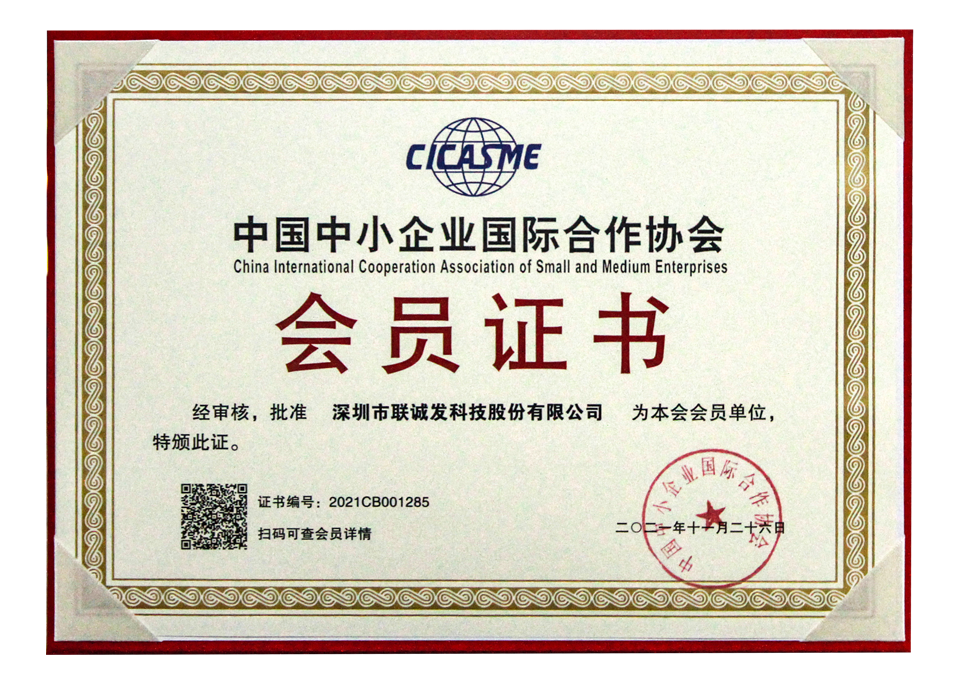 CICASME
中国中小企业国际合作协会
China International Cooperation Association of Small and Medium Enterprises
会员证书
经审核，批准 深圳市联诚发科技股份有限公司 为本会会员单位，
特颁此证。
证书编号：2021CB001285
扫码可查会员详情
二〇二一年十一月二十六日
中国中小企业国际合作协会